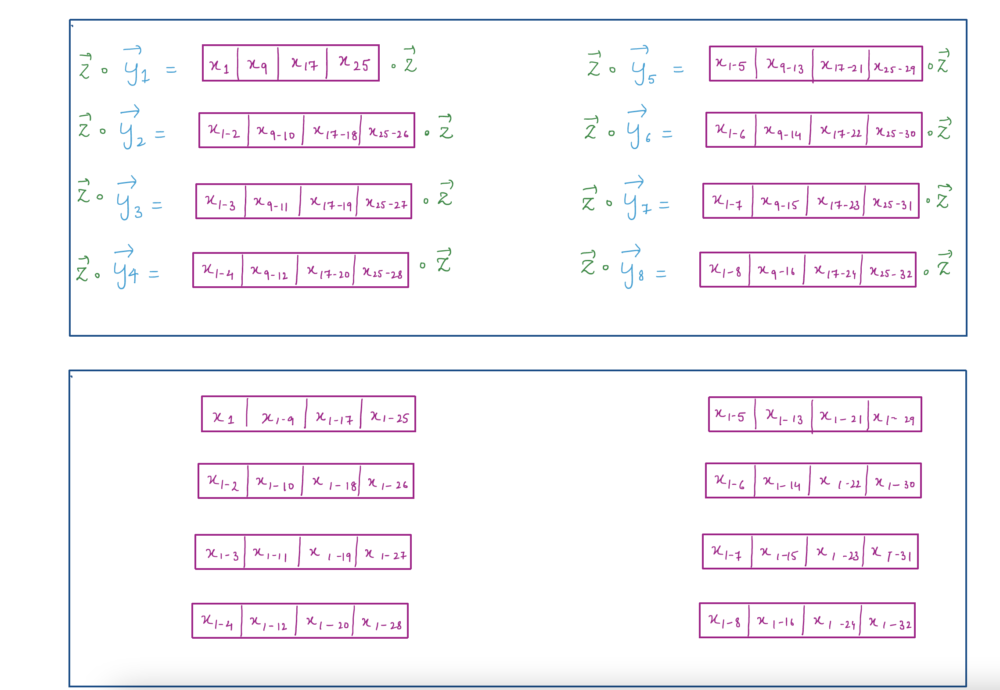 z⃗ ∘ y⃗₁ = x₁ | x₉ | x₁₇ | x₂₅ ∘ z⃗
z⃗ ∘ y⃗₂ = x₁₋₂ | x₉₋₁₀ | x₁₇₋₁₈ | x₂₅₋₂₆ ∘ z⃗
z⃗ ∘ y⃗₃ = x₁₋₃ | x₉₋₁₁ | x₁₇₋₁₉ | x₂₅₋₂₇ ∘ z⃗
z⃗ ∘ y⃗₄ = x₁₋₄ | x₉₋₁₂ | x₁₇₋₂₀ | x₂₅₋₂₈ ∘ z⃗
z⃗ ∘ y⃗₅ = x₁₋₅ | x₉₋₁₃ | x₁₇₋₂₁ | x₂₅₋₂₉ ∘ z⃗
z⃗ ∘ y⃗₆ = x₁₋₆ | x₉₋₁₄ | x₁₇₋₂₂ | x₂₅₋₃₀ ∘ z⃗
z⃗ ∘ y⃗₇ = x₁₋₇ | x₉₋₁₅ | x₁₇₋₂₃ | x₂₅₋₃₁ ∘ z⃗
z⃗ ∘ y⃗₈ = x₁₋₈ | x₉₋₁₆ | x₁₇₋₂₄ | x₂₅₋₃₂ ∘ z⃗
x₁ | x₁₋₉ | x₁₋₁₇ | x₁₋₂₅
x₁₋₂ | x₁₋₁₀ | x₁₋₁₈ | x₁₋₂₆
x₁₋₃ | x₁₋₁₁ | x₁₋₁₉ | x₁₋₂₇
x₁₋₄ | x₁₋₁₂ | x₁₋₂₀ | x₁₋₂₈
x₁₋₅ | x₁₋₁₃ | x₁₋₂₁ | x₁₋₂₉
x₁₋₆ | x₁₋₁₄ | x₁₋₂₂ | x₁₋₃₀
x₁₋₇ | x₁₋₁₅ | x₁₋₂₃ | x₁₋₃₁
x₁₋₈ | x₁₋₁₆ | x₁₋₂₄ | x₁₋₃₂